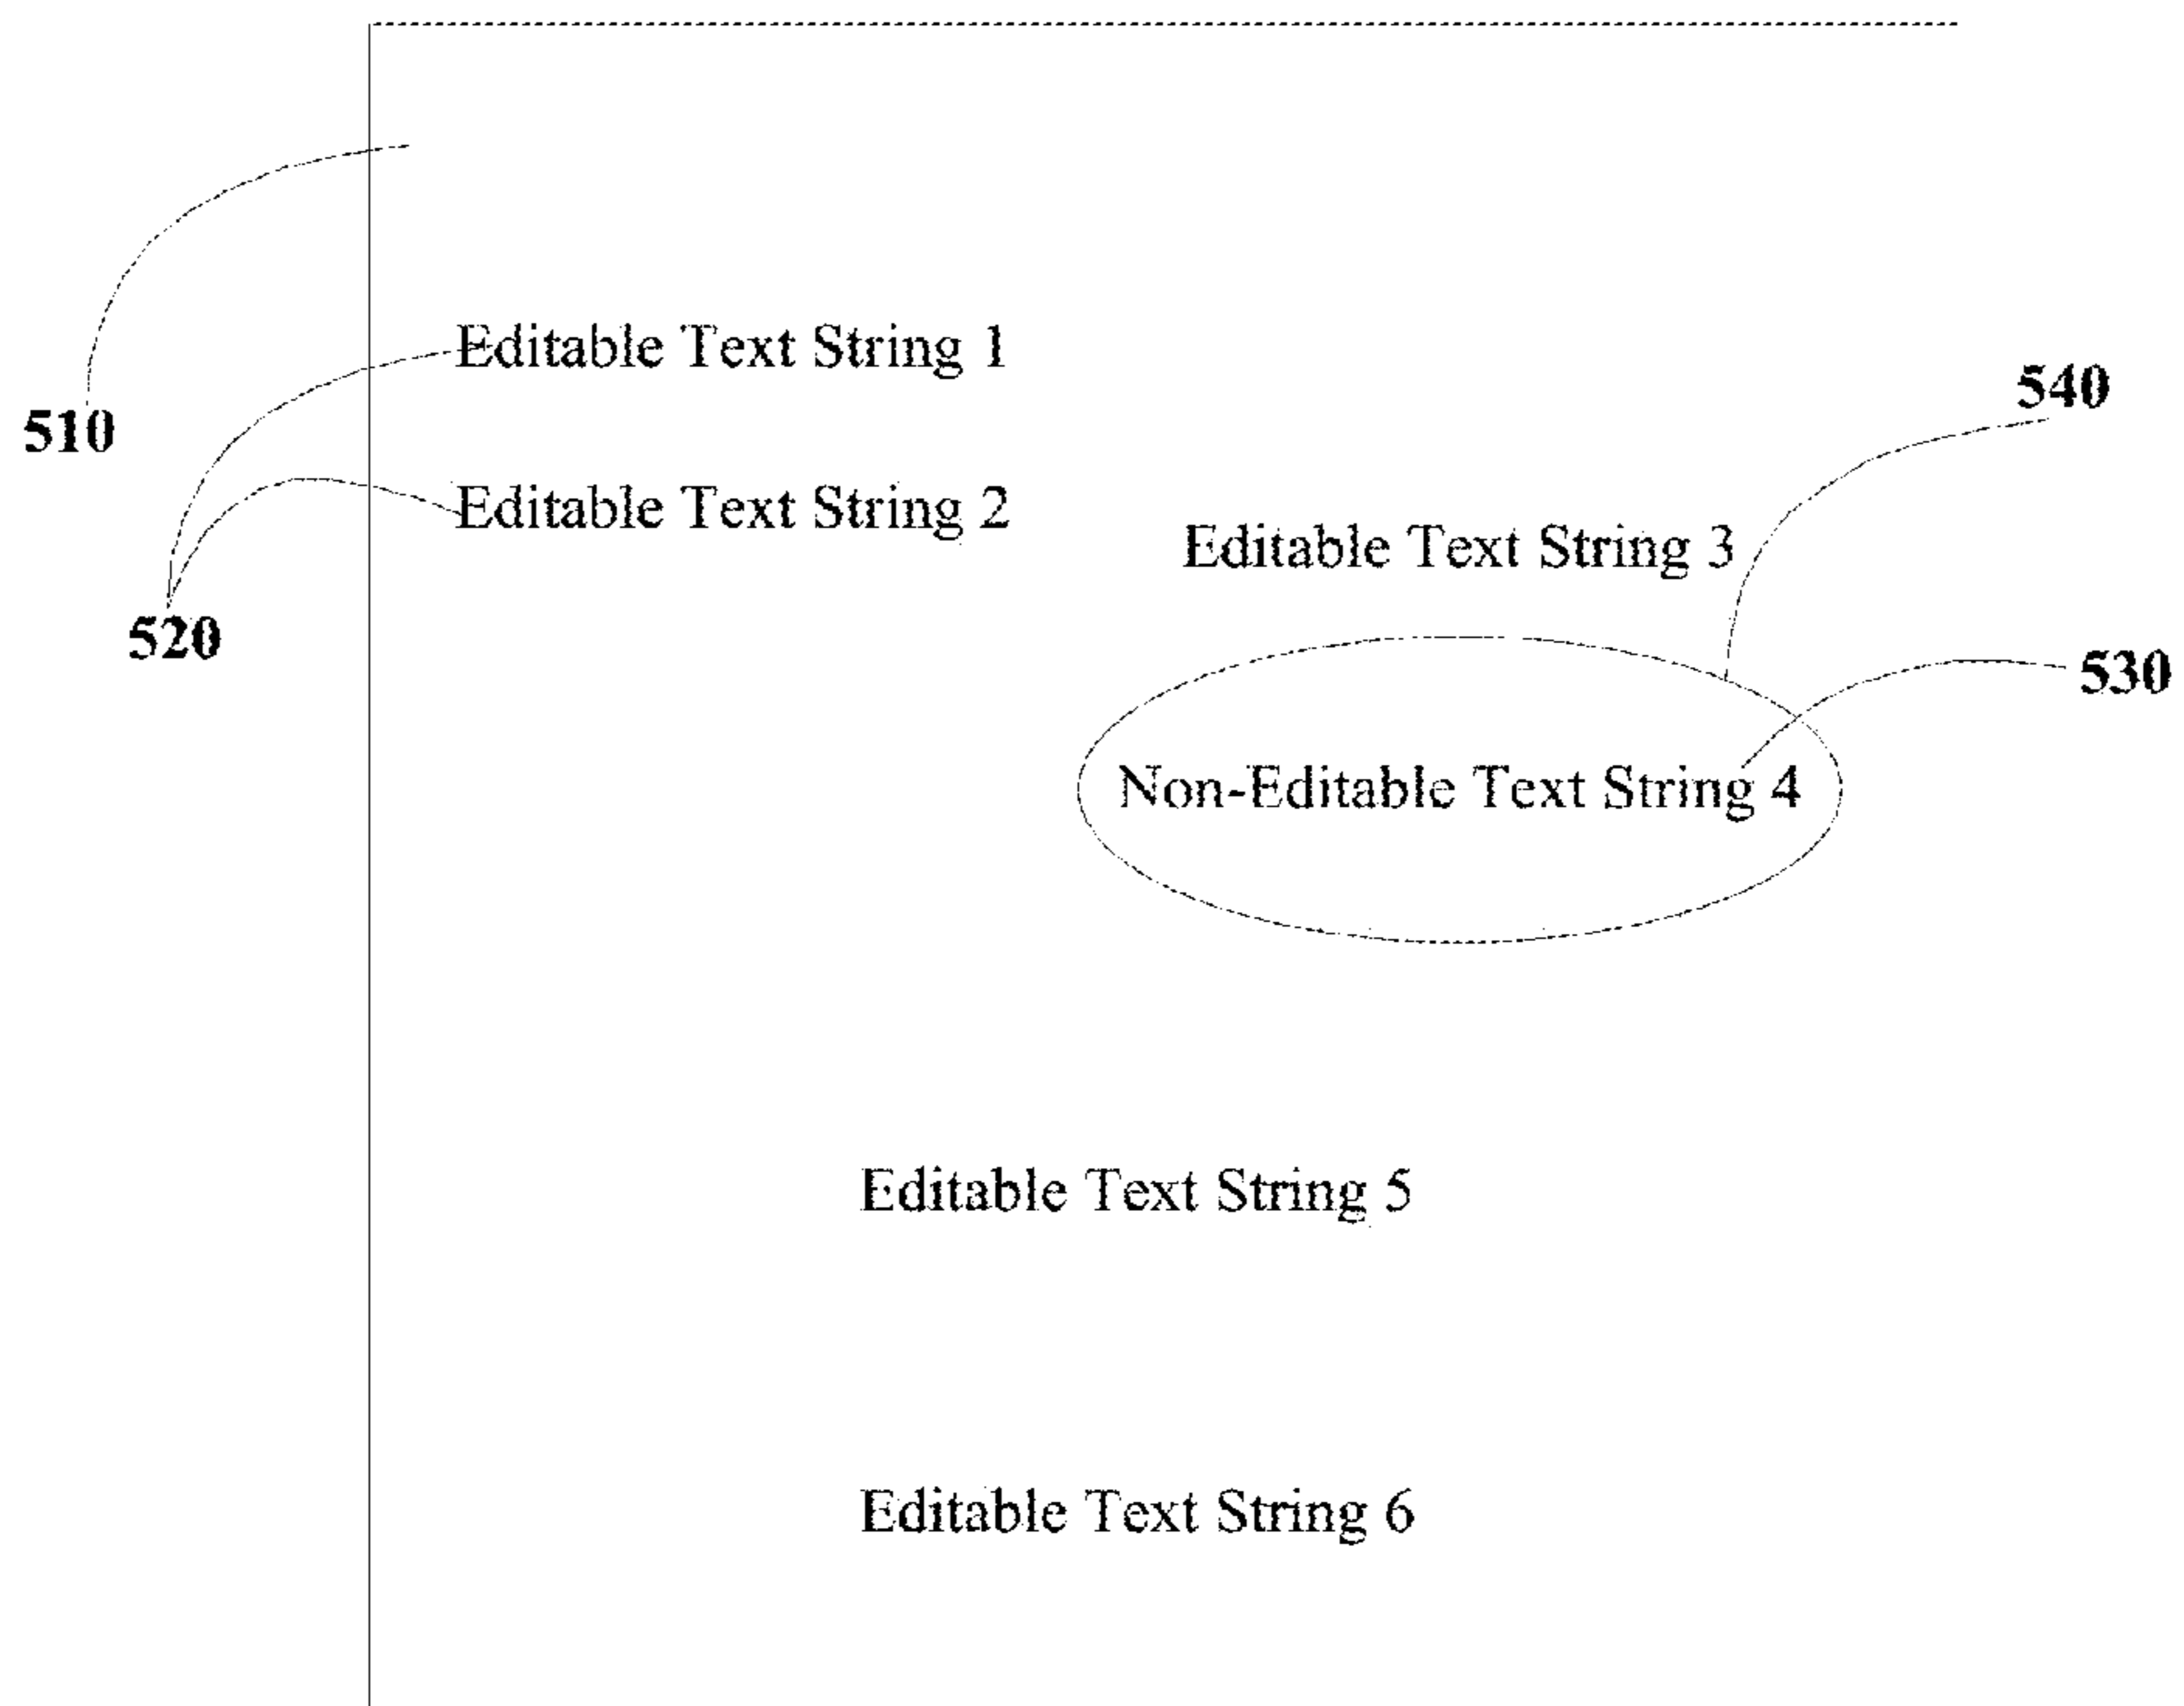 Editable Text String 1
540
510
Editable Text String 2
Editable Text String 3
520
530
Non-Editable Text String 4
Editable Text String 5
Editable Text String 6